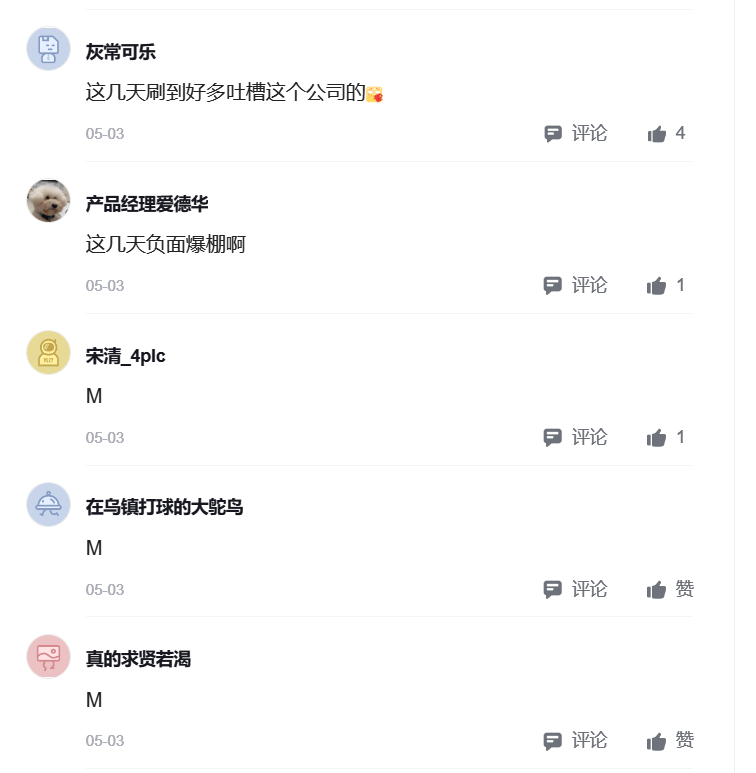 灰常可乐
这几天刷到好多吐槽这个公司的
05-03 评论 4
产品经理爱德华
这几天负面爆棚啊
05-03 评论 1
宋清_4plc
M
05-03 评论 1
在乌镇打球的大鸵鸟
M
05-03 评论 赞
真的求贤若渴
M
05-03 评论 赞